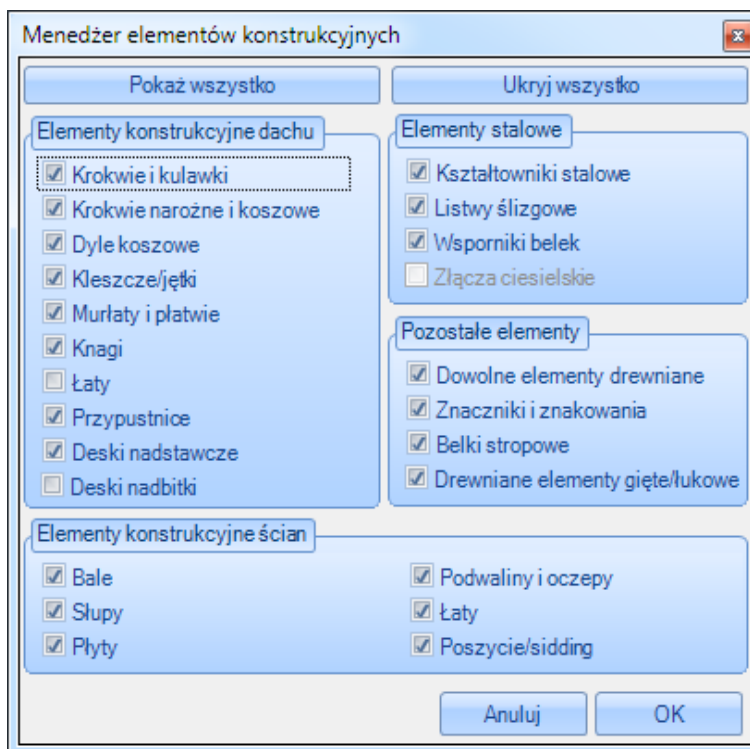 Menedżer elementów konstrukcyjnych
Pokaż wszystko
Ukryj wszystko
Elementy konstrukcyjne dachu
Krokwie i kulawki
Krokwie narożne i koszowe
Dyle koszowe
Kleszcze/jętki
Murłaty i płatwie
Knagi
Łaty
Przypustnice
Deski nadstawcze
Deski nadbitki
Elementy stalowe
Kształtowniki stalowe
Listwy ślizgowe
Wsporniki belek
Złącza ciesielskie
Pozostałe elementy
Dowolne elementy drewniane
Znaczniki i znakowania
Belki stropowe
Drewniane elementy gięte/łukowe
Elementy konstrukcyjne ścian
Bale
Słupy
Płyty
Podwaliny i oczepy
Łaty
Poszycie/sidding
Anuluj
OK